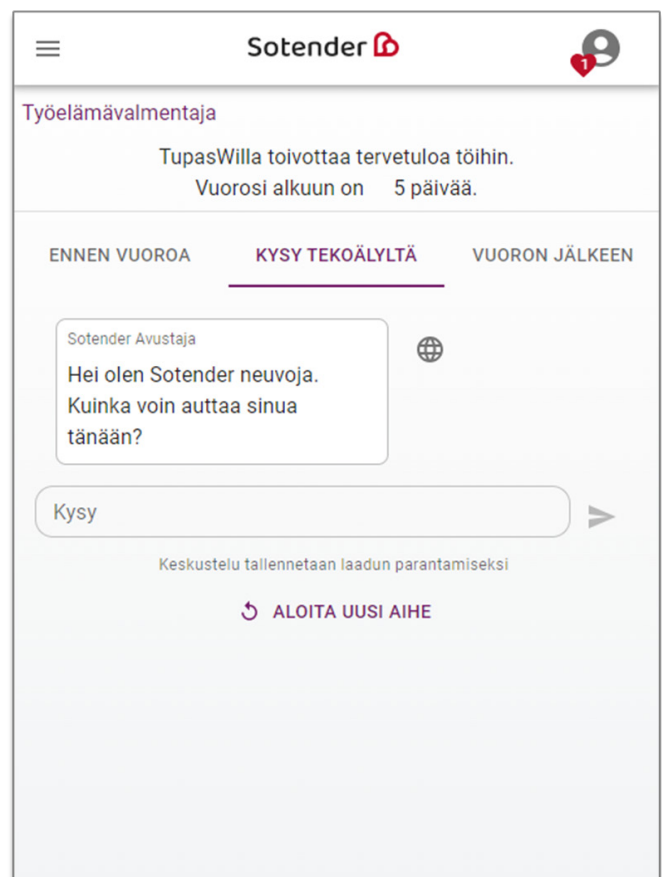 Sotender
1
Työelämävalmentaja
TupasWilla toivottaa tervetuloa töihin.
Vuorosi alkuun on 5 päivää.
ENNEN VUOROA KYSY TEKOÄLYLTÄ VUORON JÄLKEEN
Sotender Avustaja
Hei olen Sotender neuvoja.
Kuinka voin auttaa sinua
tänään?
Kysy
Keskustelu tallennetaan laadun parantamiseksi
ALOITA UUSI AIHE